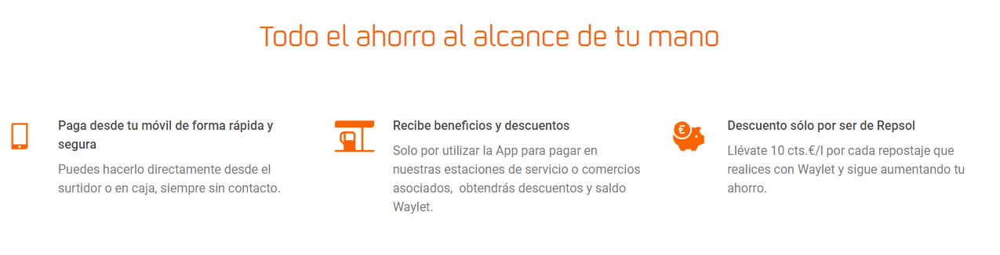 Todo el ahorro al alcance de tu mano
Paga desde tu móvil de forma rápida y
segura
Puedes hacerlo directamente desde el
surtidor o en caja, siempre sin contacto.
Recibe beneficios y descuentos
Solo por utilizar la App para pagar en
nuestras estaciones de servicio o comercios
asociados,  obtendrás descuentos y saldo
Waylet.
€
Descuento sólo por ser de Repsol
Llévate 10 cts.€/l por cada repostaje que
realices con Waylet y sigue aumentando tu
ahorro.